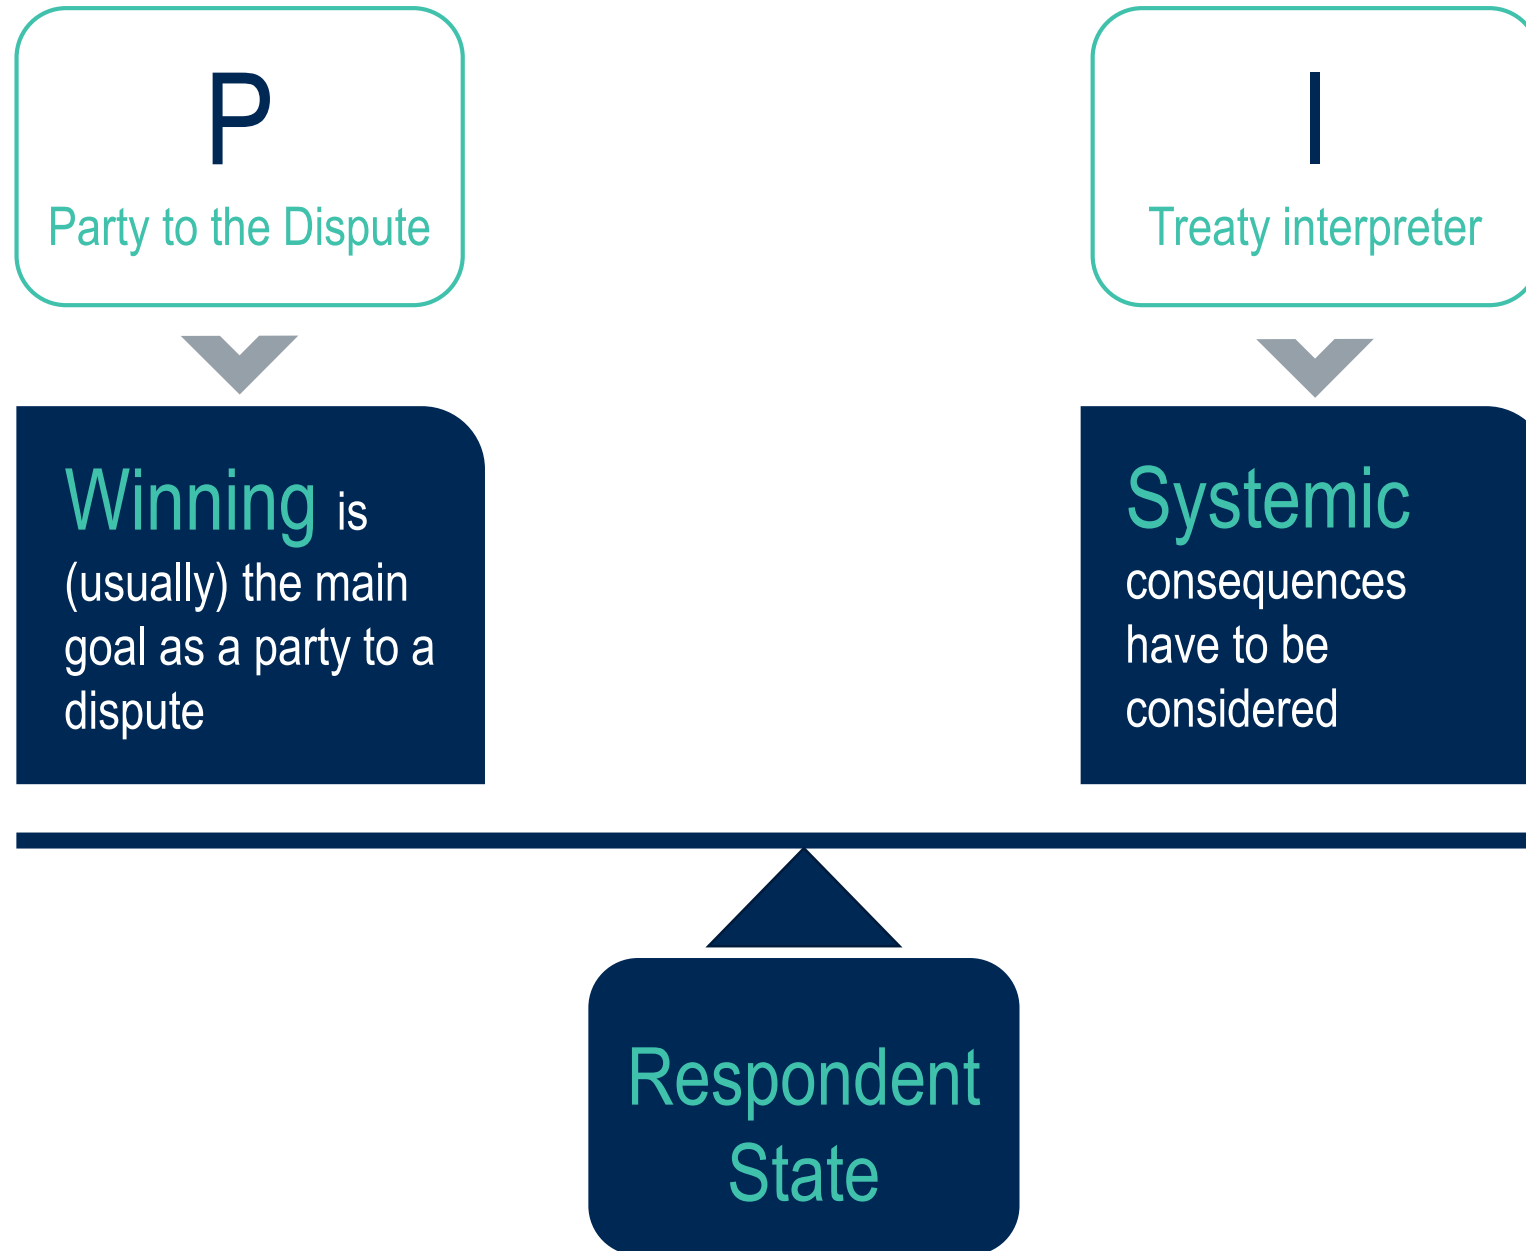 P
Party to the Dispute
Winning is
(usually) the main
goal as a party to a
dispute
I
Treaty interpreter
Systemic
consequences
have to be
considered
Respondent
State